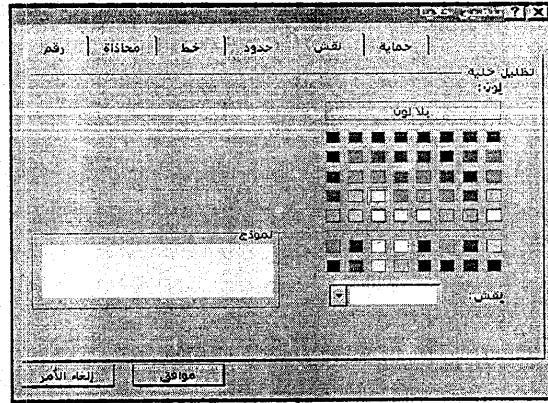 رقم محاذاة خط حدود نقش حماية
تظليل خلية
لون:
بلا لون
نموذج
نقش:
موافق إلغاء الأمر